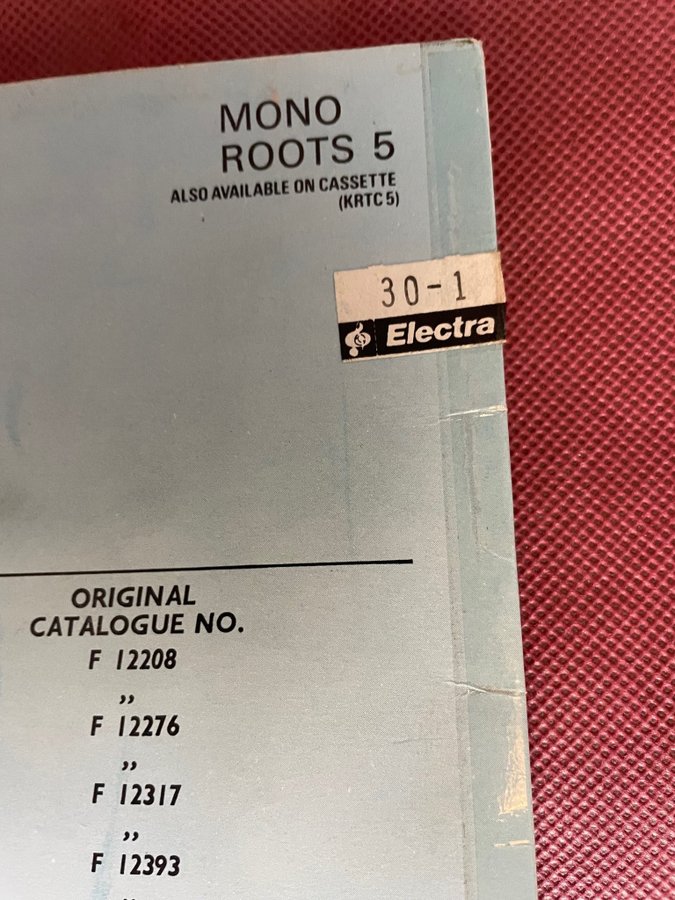 MONO
ROOTS 5
ALSO AVAILABLE ON CASSETTE
(KRTC 5)
30-1
Electra
ORIGINAL
CATALOGUE NO.
F 12208
,,
F 12276
,,
F 12317
,,
F 12393
,,